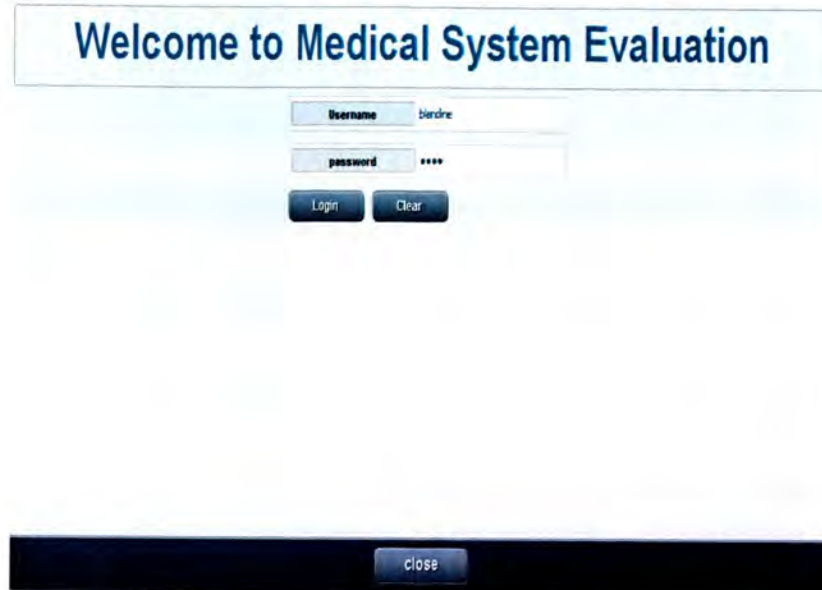 Welcome to Medical System Evaluation
Username
password ••••
Login Clear
close